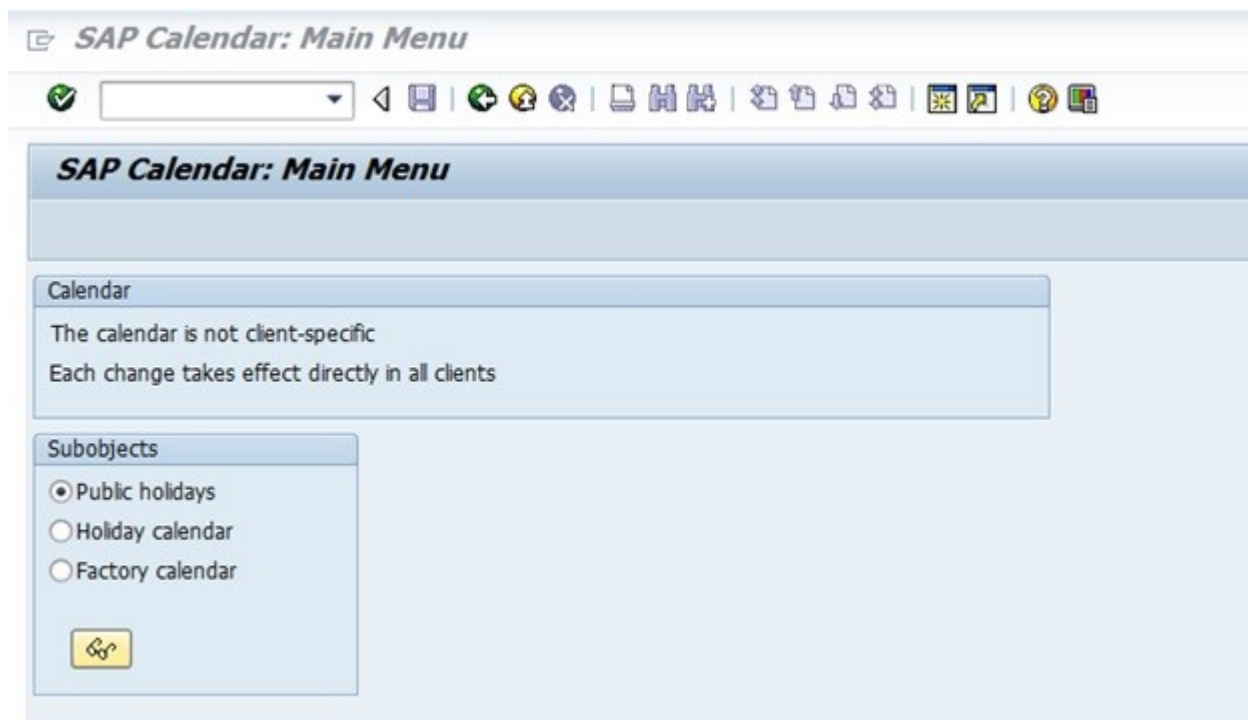 SAP Calendar: Main Menu
SAP Calendar: Main Menu
Calendar
The calendar is not client-specific
Each change takes effect directly in all clients
Subobjects
Public holidays
Holiday calendar
Factory calendar